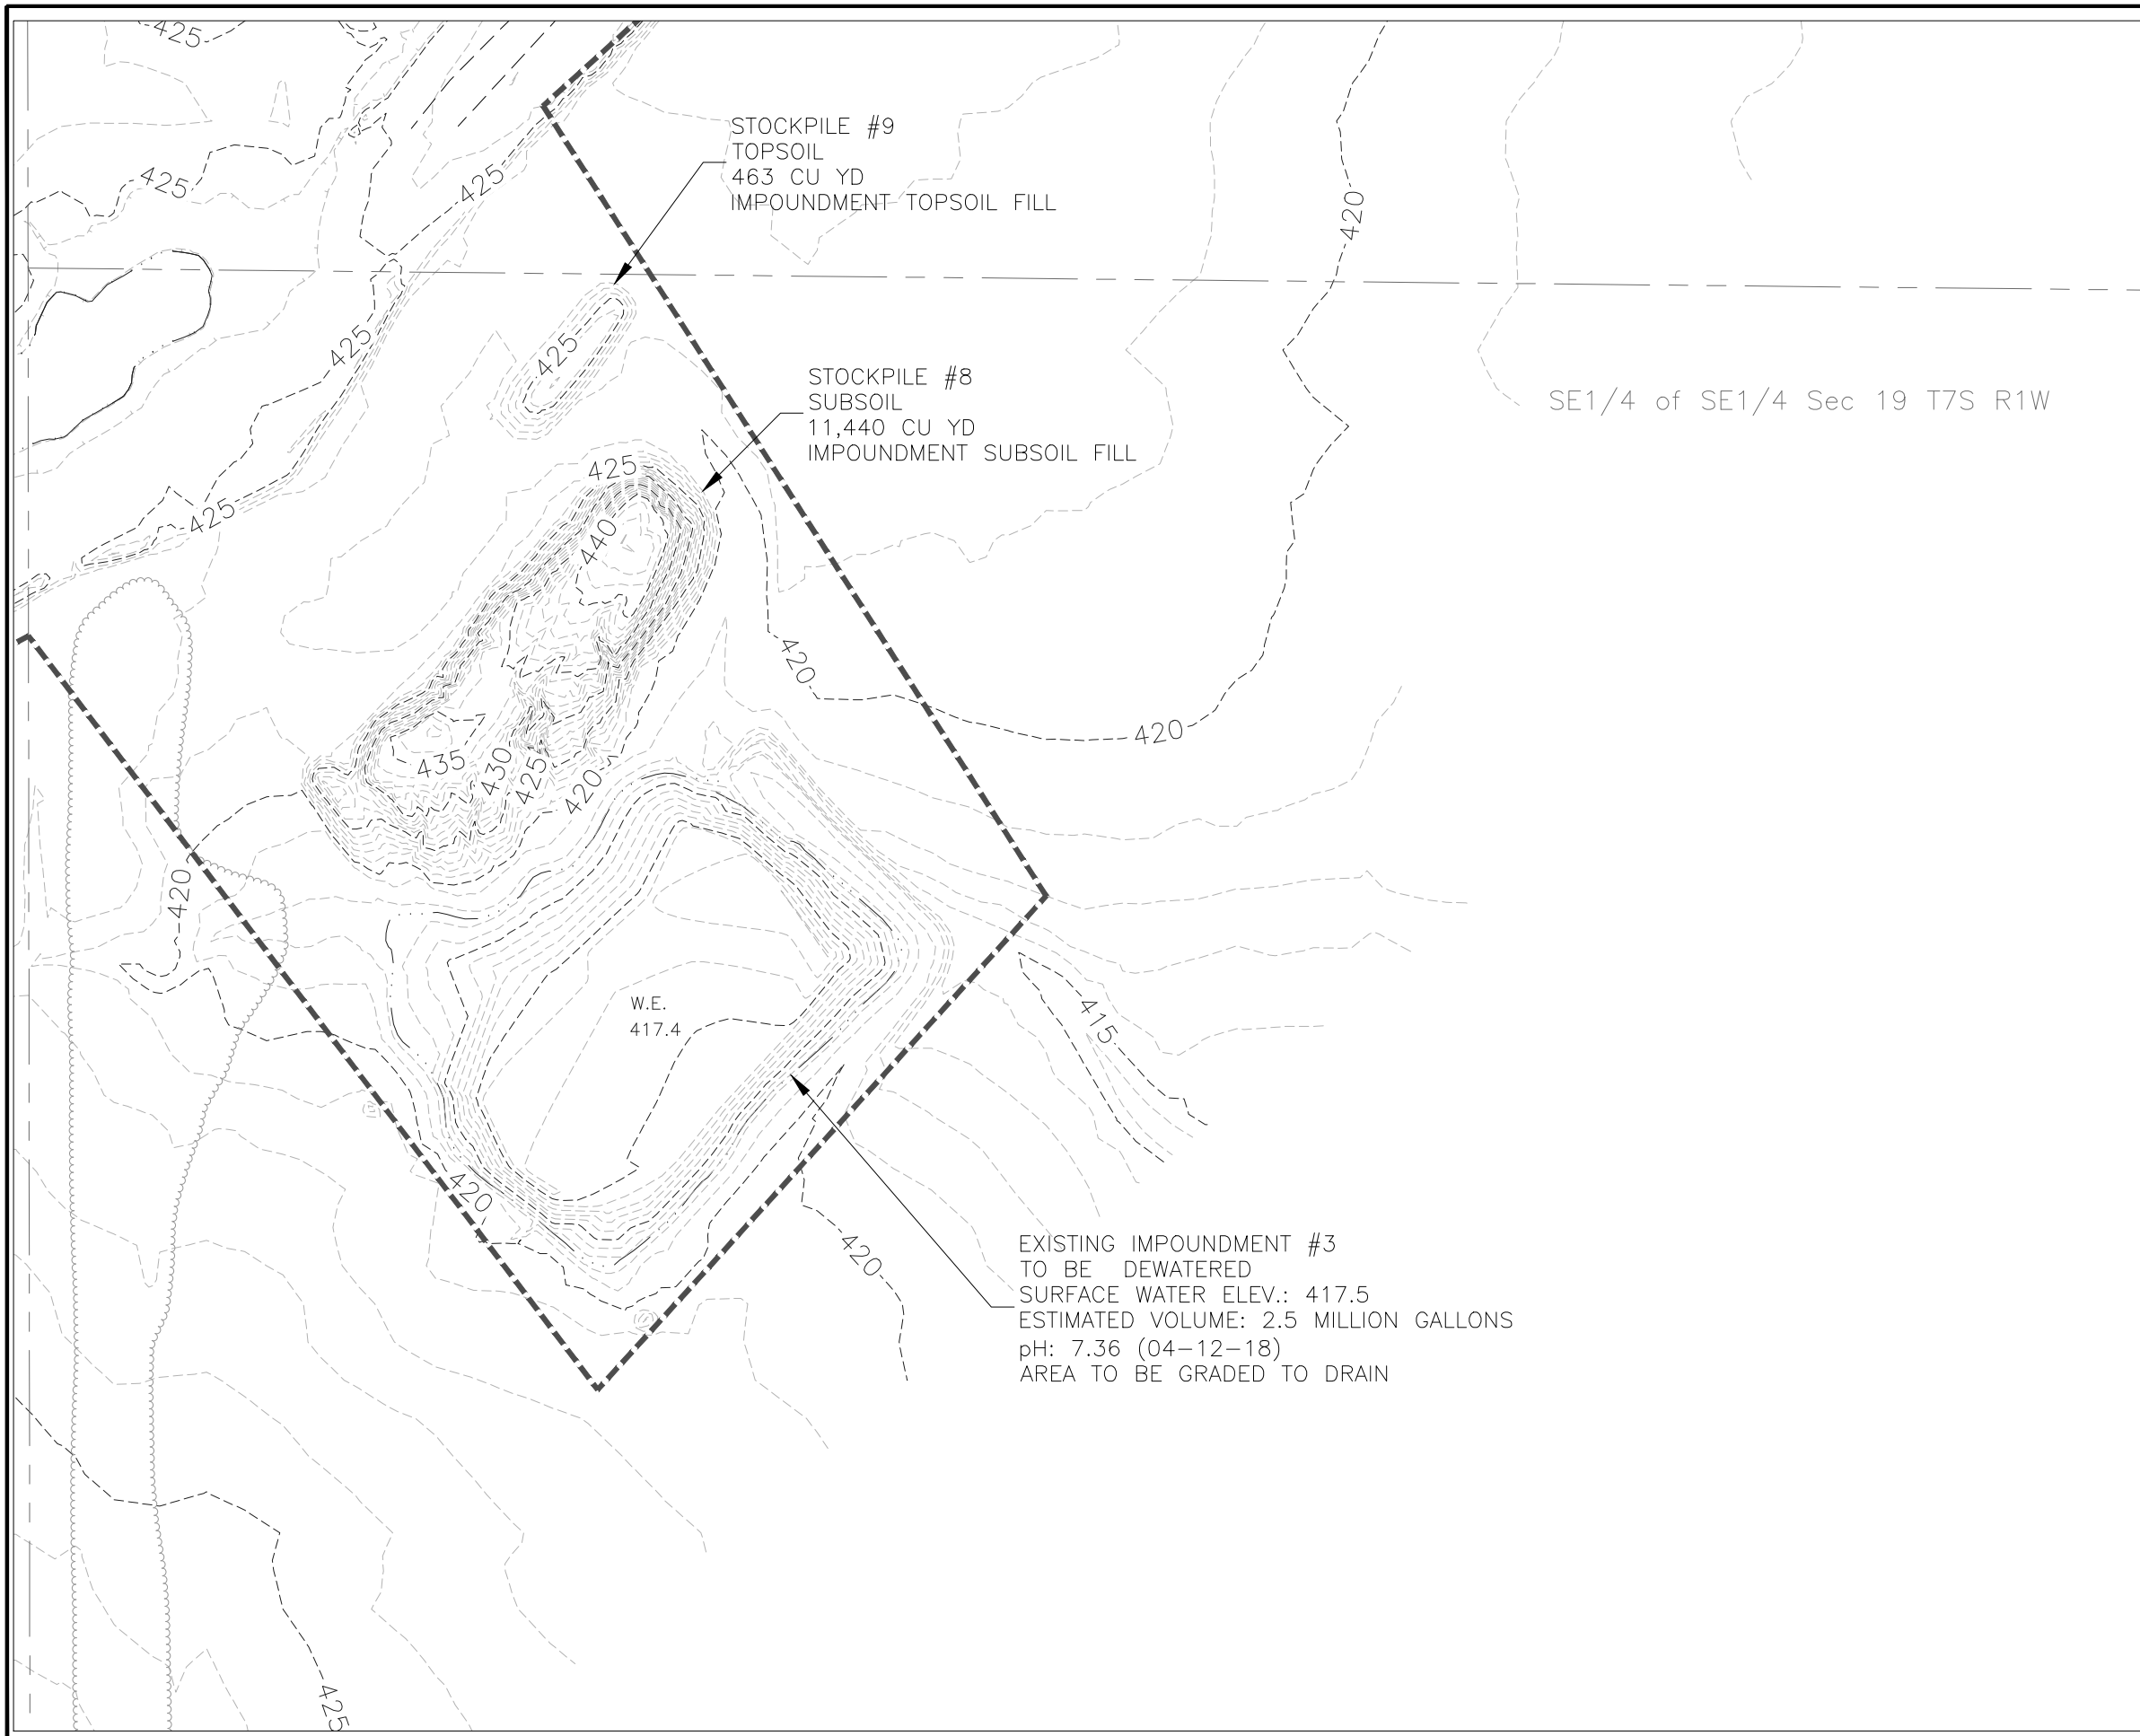 425
STOCKPILE #9
TOPSOIL
463 CU YD
IMPOUNDMENT TOPSOIL FILL
425
425
420
425
425
STOCKPILE #8
SUBSOIL
11,440 CU YD
IMPOUNDMENT SUBSOIL FILL
SE1/4 of SE1/4 Sec 19 T7S R1W
425
425
440
420
420
435
430
425
420
420
W.E.
417.4
415
420
420
EXISTING IMPOUNDMENT #3
TO BE DEWATERED
SURFACE WATER ELEV.: 417.5
ESTIMATED VOLUME: 2.5 MILLION GALLONS
pH: 7.36 (04-12-18)
AREA TO BE GRADED TO DRAIN
425